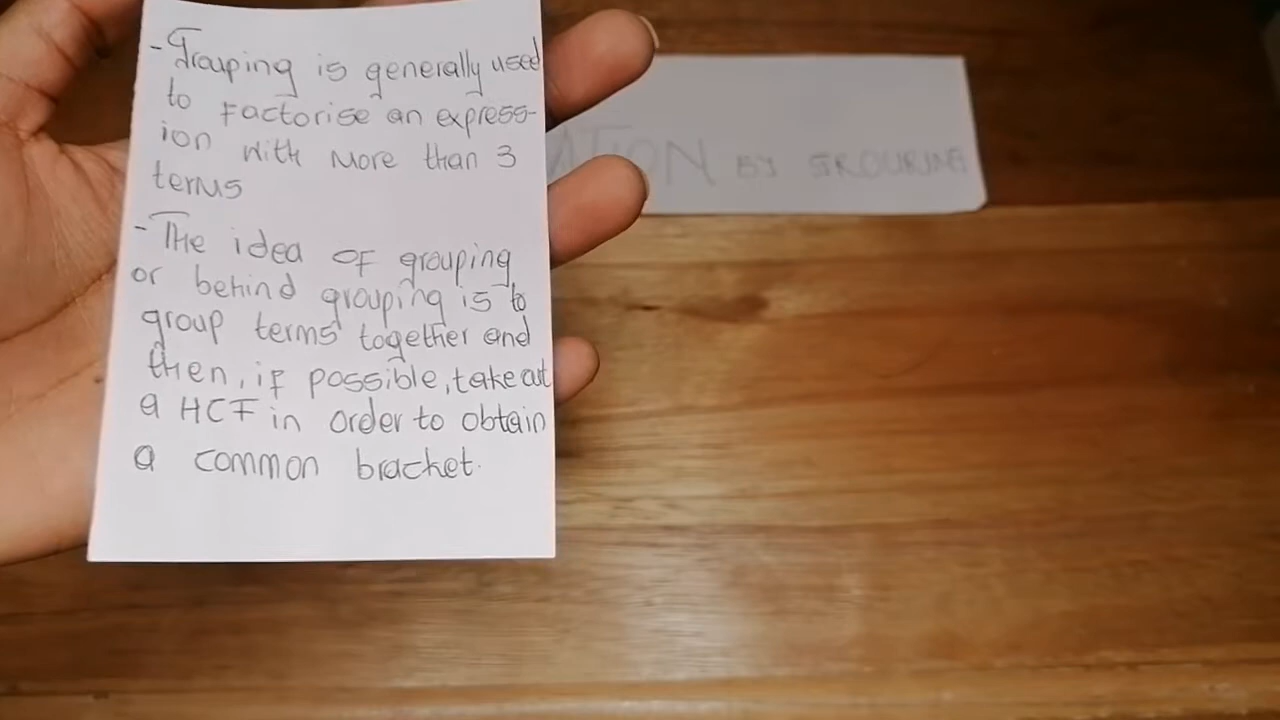 - Grouping is generally used
to Factorise an express-
ion with more than 3
terms
- The idea of grouping
or behind grouping is to
group terms together and
then, if possible, take out
a HCF in order to obtain
a common bracket.
ATION BY GROUPING